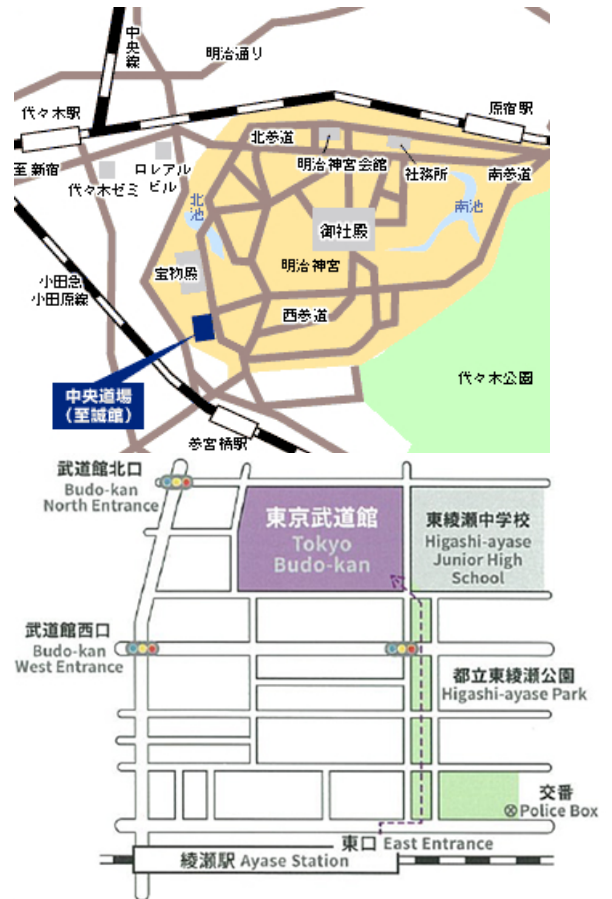 中央線
明治通り
代々木駅
原宿駅
北参道
至 新宿
ロレアル
ビル
明治神宮会館
社務所
南参道
代々木ゼミ
北池
南池
御社殿
宝物殿
明治神宮
小田急
小田原線
西参道
代々木公園
中央道場
(至誠館)
参宮橋駅
武道館北口
Budo-kan
North Entrance
東京武道館
Tokyo
Budo-kan
東綾瀬中学校
Higashi-ayase
Junior High
School
武道館西口
Budo-kan
West Entrance
都立東綾瀬公園
Higashi-ayase Park
交番
Police Box
東口 East Entrance
綾瀬駅 Ayase Station